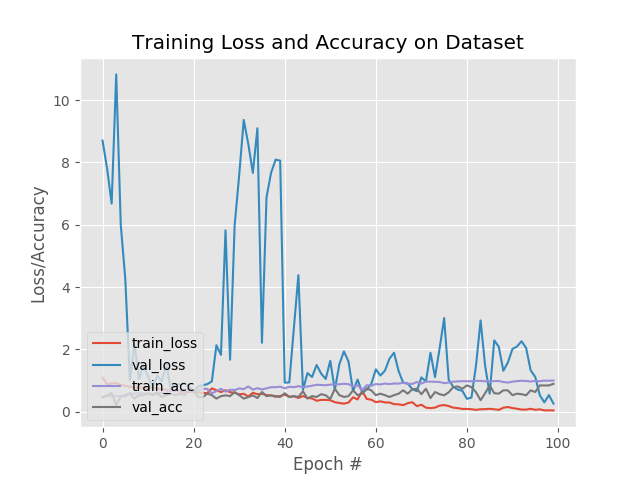 Training Loss and Accuracy on Dataset
Loss/Accuracy
10
8
6
4
2
0
train_loss
val_loss
train_acc
val_acc
0 20 40 60 80 100
Epoch #